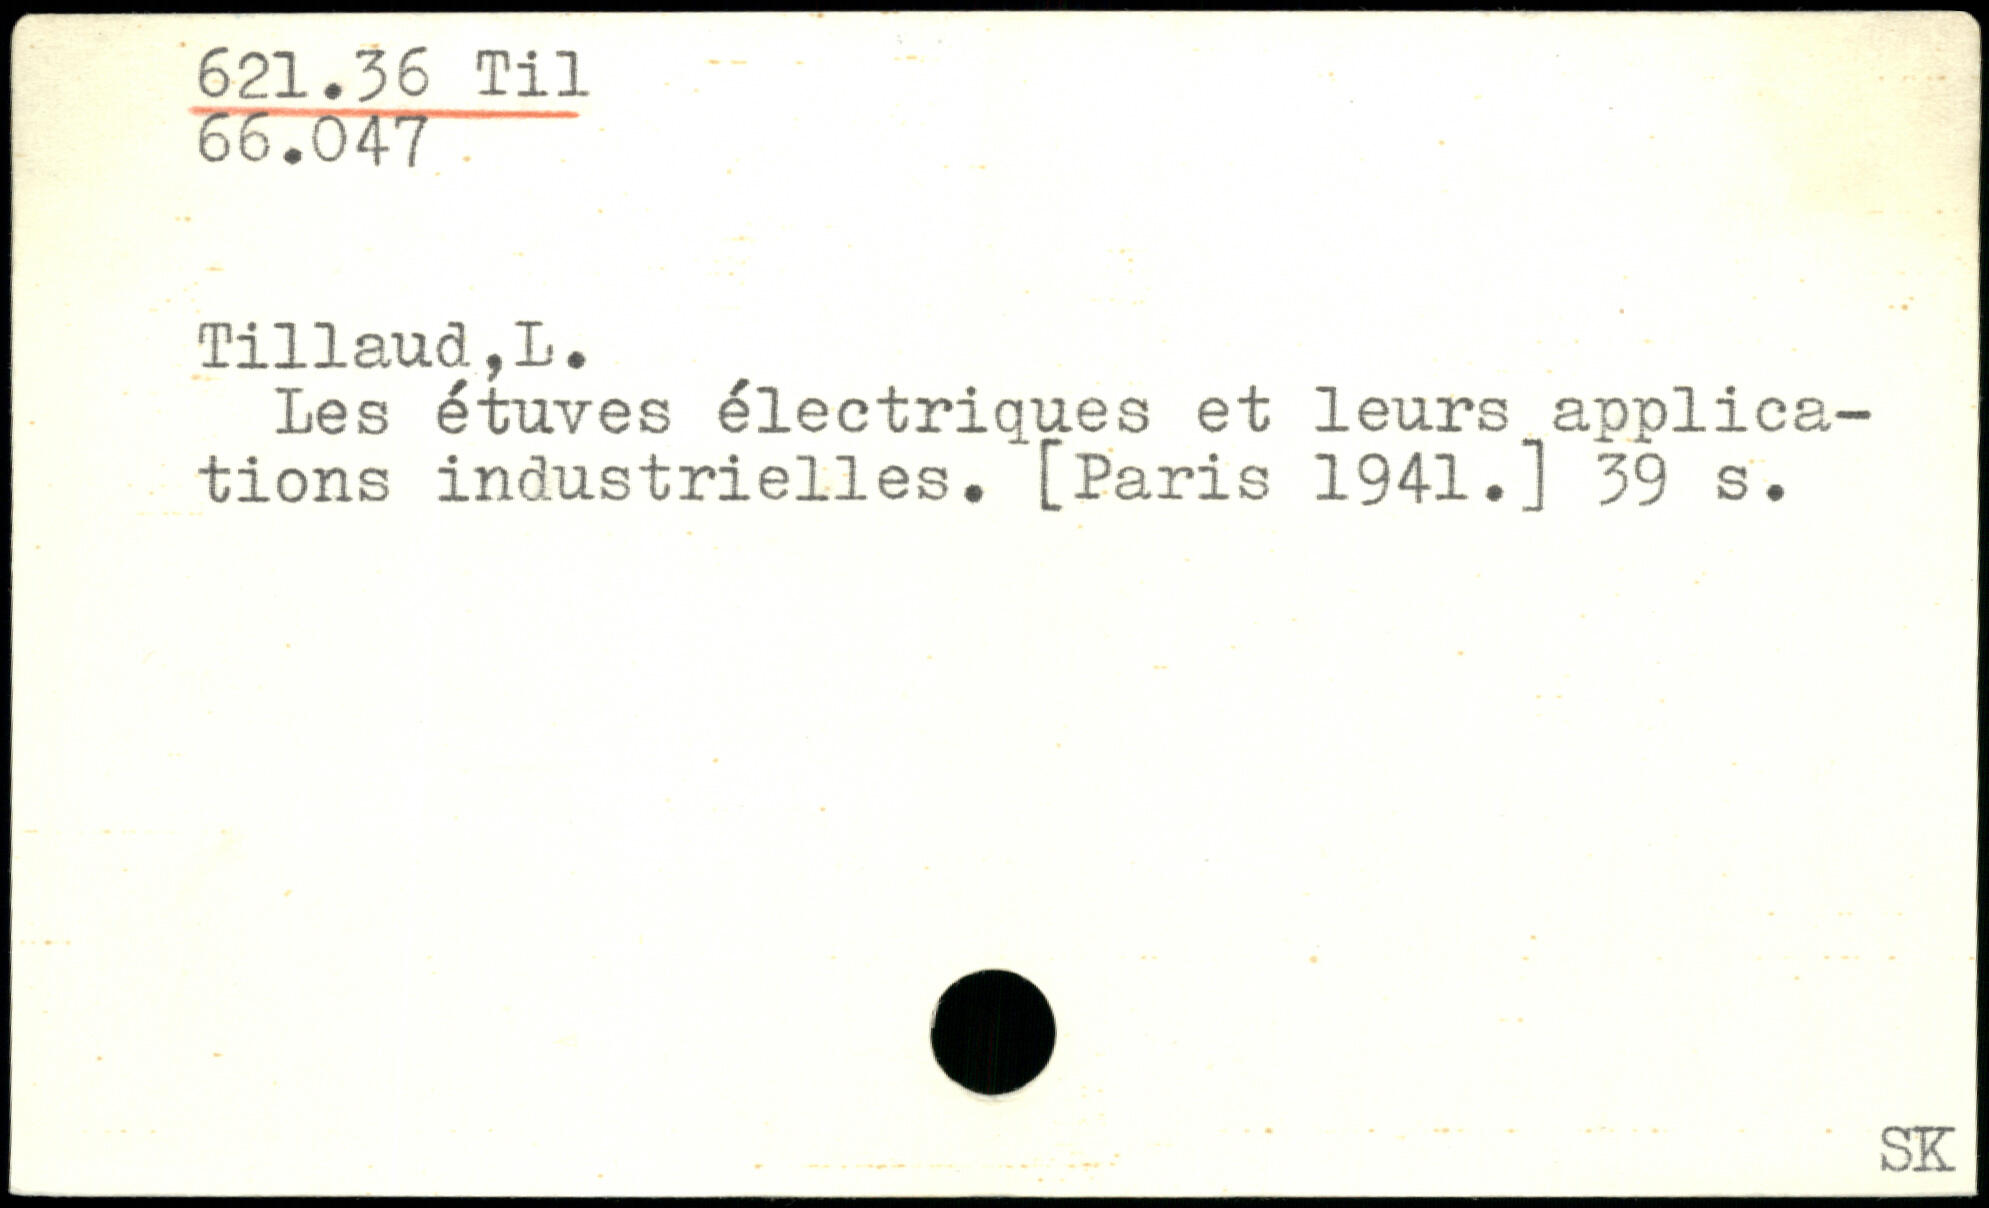 621.36 Til
66.047
Tillaud,L.
Les étuves électriques et leurs applica-
tions industrielles. [Paris 1941.] 39 s.
SK